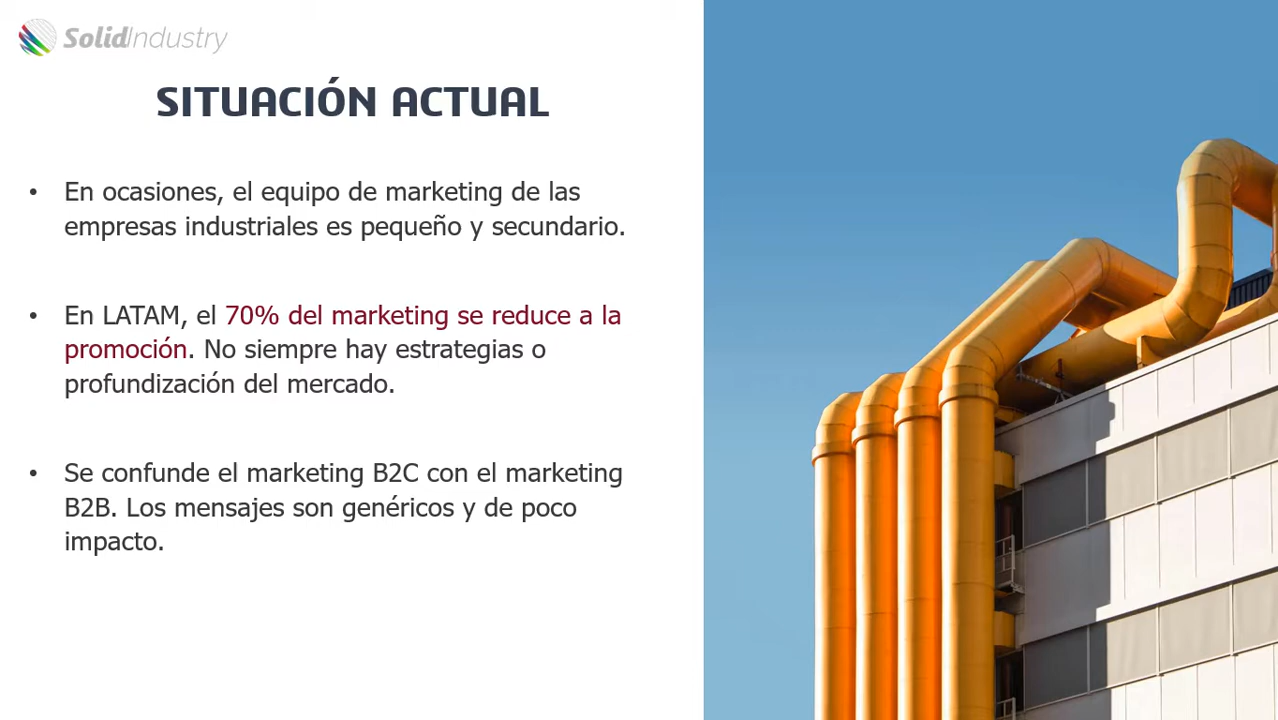 SolidIndustry
SITUACIÓN ACTUAL
• En ocasiones, el equipo de marketing de las
empresas industriales es pequeño y secundario.
• En LATAM, el 70% del marketing se reduce a la
promoción. No siempre hay estrategias o
profundización del mercado.
• Se confunde el marketing B2C con el marketing
B2B. Los mensajes son genéricos y de poco
impacto.